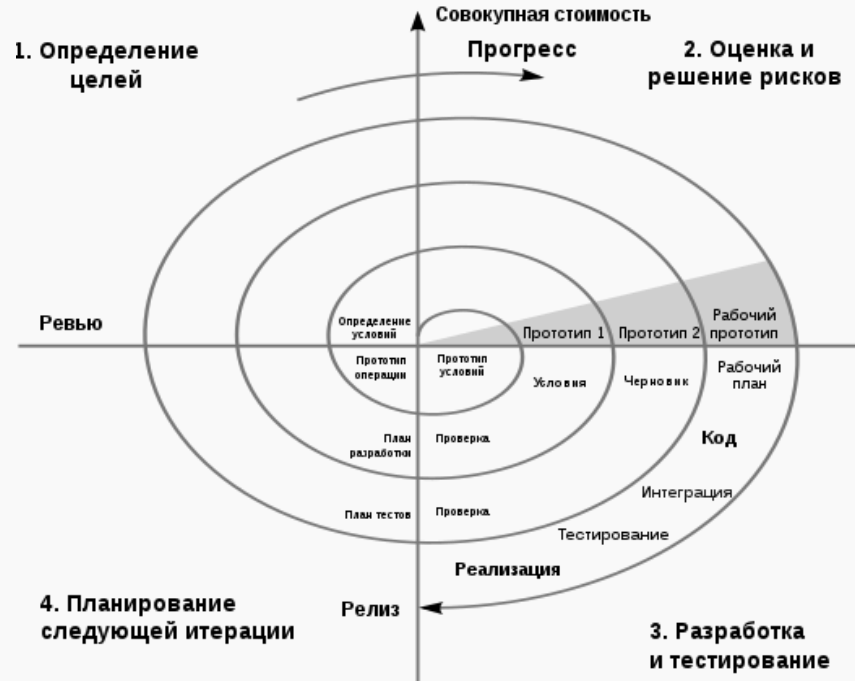 Совокупная стоимость
1. Определение
целей
Прогресс
2. Оценка и
решение рисков
Ревью
Определение
условий
Прототип 1
Прототип 2
Рабочий
прототип
Прототип
операции
Прототип
условий
Условия
Черновик
Рабочий
план
План
разработки
Проверка
Код
План тестов
Проверка
Интеграция
Тестирование
Реализация
Релиз
4. Планирование
следующей итерации
3. Разработка
и тестирование